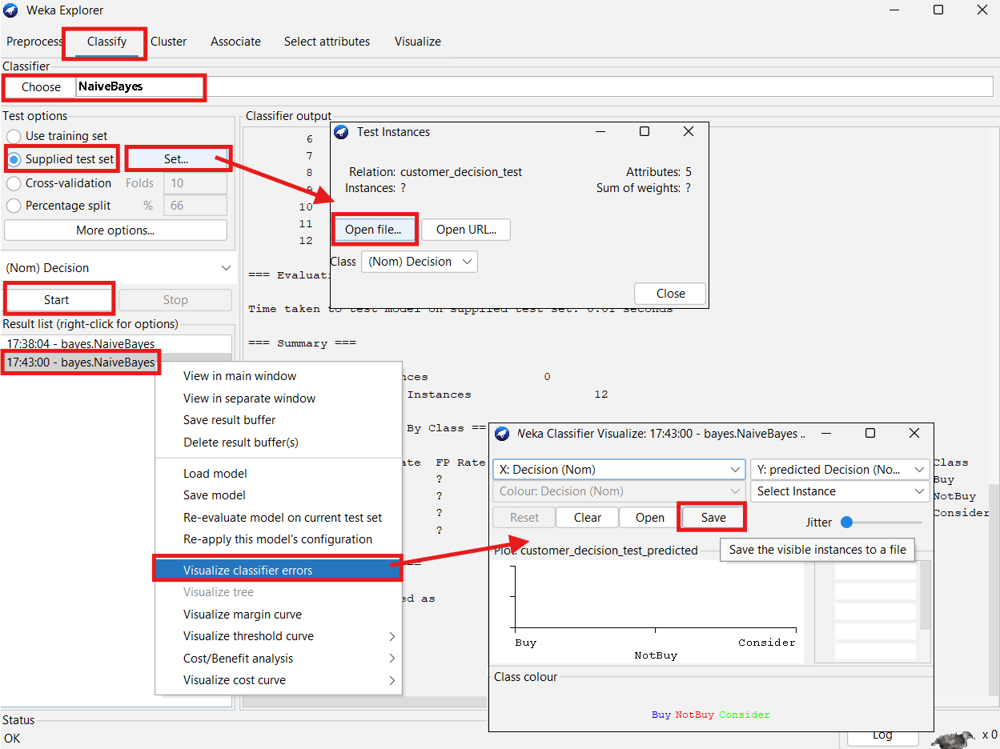 Weka Explorer
Preprocess Classify Cluster Associate Select attributes Visualize
Classifier
Choose NaiveBayes
Test options
Use training set
Supplied test set Set...
Cross-validation Folds 10
Percentage split % 66
More options...
(Nom) Decision
Start Stop
Result list (right-click for options)
17:38:04 - bayes.NaiveBayes
17:43:00 - bayes.NaiveBayes
Classifier output
6
7
8
9
10
11
12
=== Evaluati
Time taken to test model on supplied test set: 0.01 seconds
=== Summary ===
nces 0
Instances 12
By Class ==
ate FP Rate Class
? Buy
? NotBuy
? Consider
?
==
ed as
Test Instances
Relation: customer_decision_test Attributes: 5
Instances: ? Sum of weights: ?
Open file... Open URL...
Class (Nom) Decision
Close
View in main window
View in separate window
Save result buffer
Delete result buffer(s)
Load model
Save model
Re-evaluate model on current test set
Re-apply this model's configuration
Visualize classifier errors
Visualize tree
Visualize margin curve
Visualize threshold curve
Cost/Benefit analysis
Visualize cost curve
Weka Classifier Visualize: 17:43:00 - bayes.NaiveBayes ..
X: Decision (Nom) Y: predicted Decision (No...
Colour: Decision (Nom) Select Instance
Reset Clear Open Save Jitter
Plot: customer_decision_test_predicted
Save the visible instances to a file
Buy NotBuy Consider
Class colour
Buy NotBuy Consider
Status
OK
Log x 0